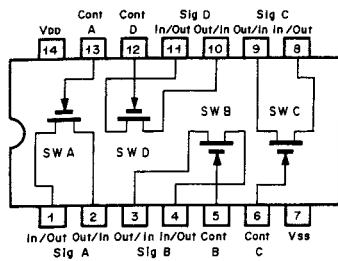 Cont Cont Sig D Sig C
VDD A D In/Out Out/In Out/In In/Out
14 13 12 11 10 9 8
SW B SW C
SW A SW D
1 2 3 4 5 6 7
In/Out Out/In Out/In In/Out Cont Cont Vss
Sig A Sig B B C